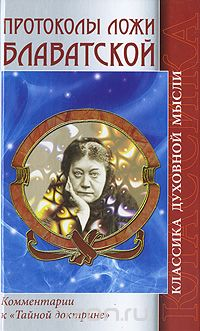 ПРОТОКОЛЫ ЛОЖИ
БЛАВАТСКОЙ
КЛАССИКА ДУХОВНОЙ МЫСЛИ
КЛАССИКА
Комментарии
к «Тайной доктрине»